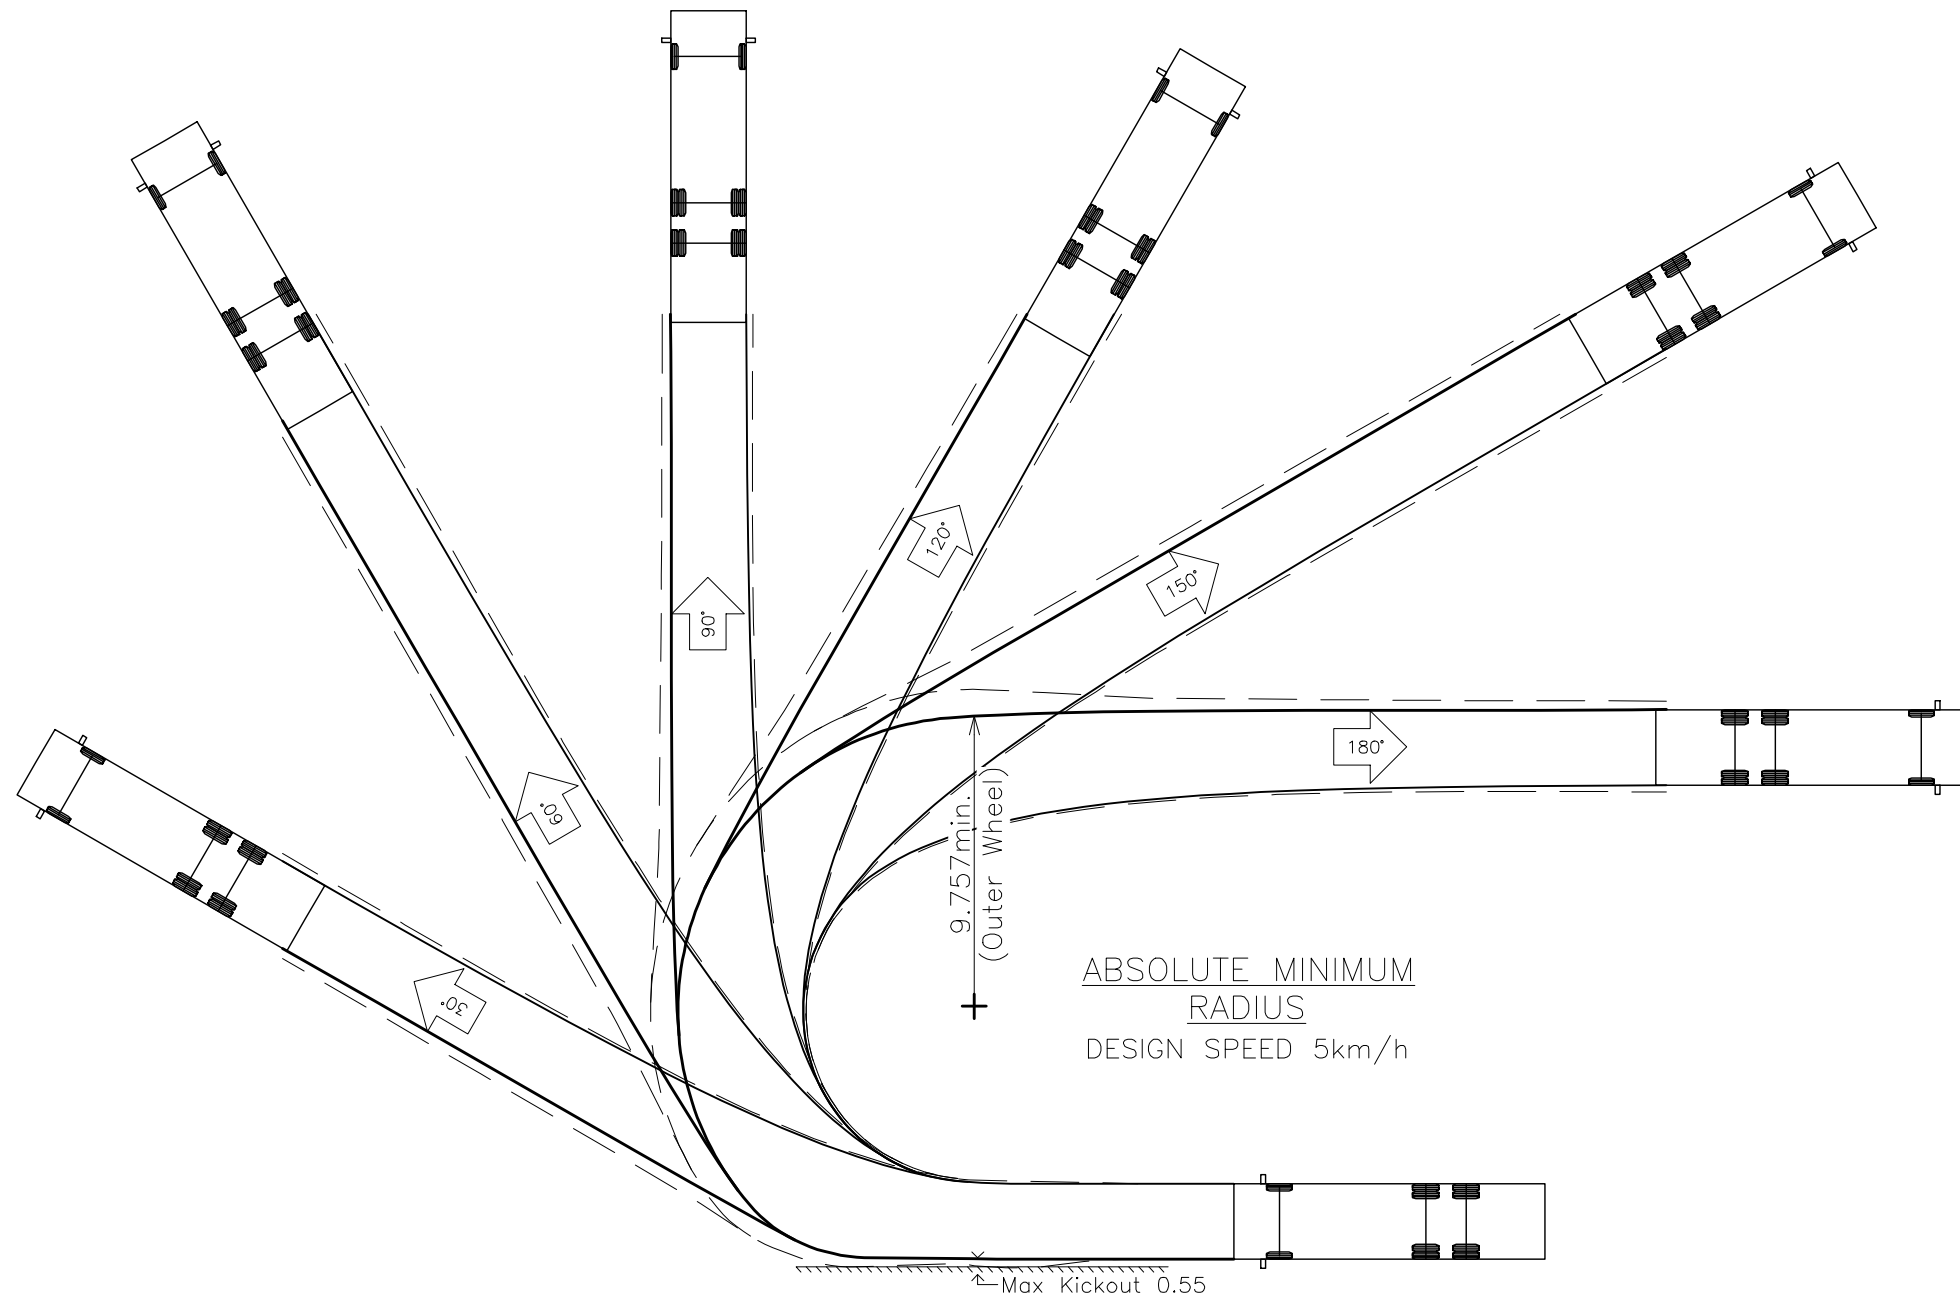 120°
150°
90°
180°
60°
30°
9.757min.
(Outer Wheel)
ABSOLUTE MINIMUM
RADIUS
DESIGN SPEED 5km/h
Max Kickout 0.55